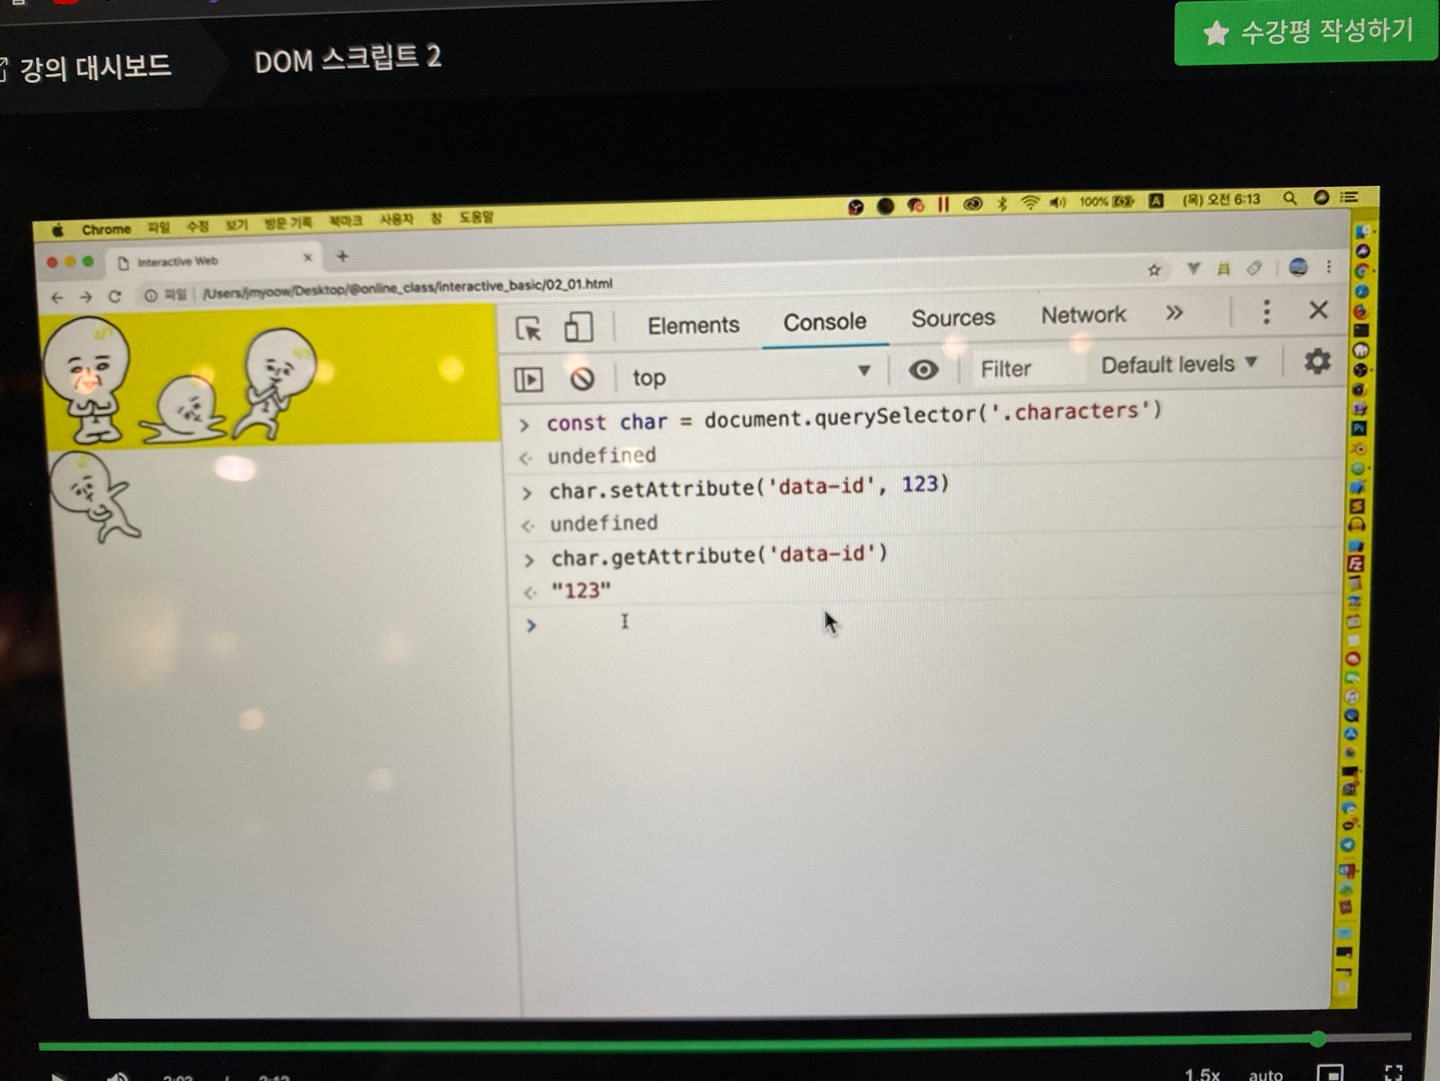 강의 대시보드
DOM 스크립트 2
수강평 작성하기
Chrome 파일 수정 보기 방문 기록 북마크 사용자 창 도움말
100%
A
(목) 오전 6:13
Interactive Web
파일 /Users/jmyoow/Desktop/@online_class/interactive_basic/02_01.html
Elements Console Sources Network
top
Filter
Default levels
> const char = document.querySelector('.characters')
undefined
> char.setAttribute('data-id', 123)
undefined
> char.getAttribute('data-id')
"123"
>
1.5x auto